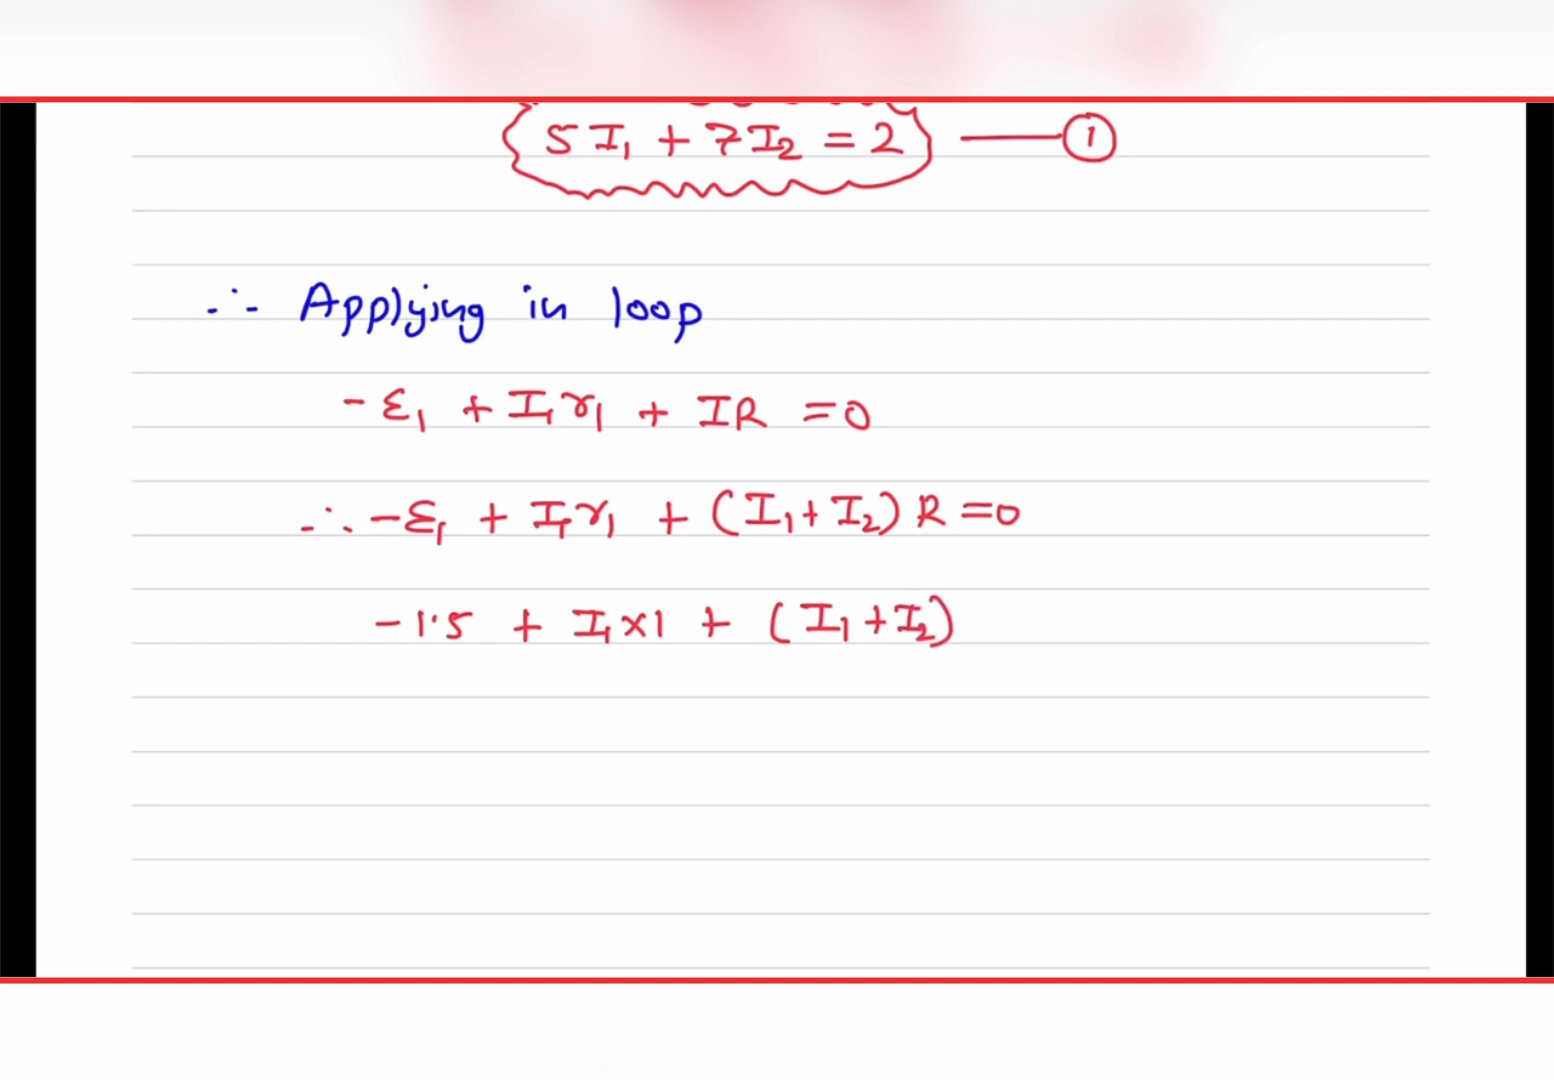 5I₁ + 7I₂ = 2 —— ①
∴ Applying in loop
-ε₁ + I₁r₁ + IR = 0
∴ -ε₁ + I₁r₁ + (I₁+I₂) R = 0
-1.5 + I₁×1 + (I₁+I₂)